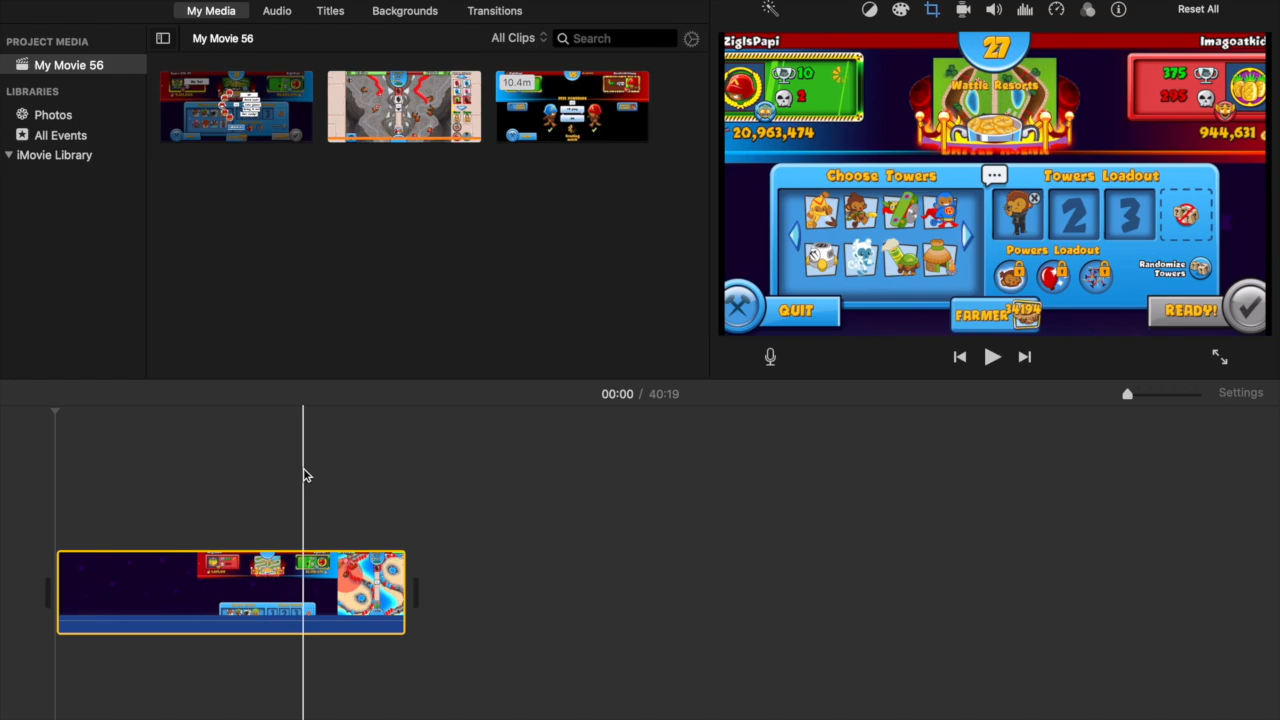 My Media
Audio
Titles
Backgrounds
Transitions
Reset All
PROJECT MEDIA
My Movie 56
LIBRARIES
Photos
All Events
iMovie Library
My Movie 56
All Clips
Search
10.4m
ZigIsPapi
27
Imagoatkid
10
2
20,963,474
Wattle Resorts
375
295
944,631
Choose Towers
Towers Loadout
2
3
Powers Loadout
Randomize
Towers
QUIT
FARMER
34194
READY!
00:00 / 40:19
Settings